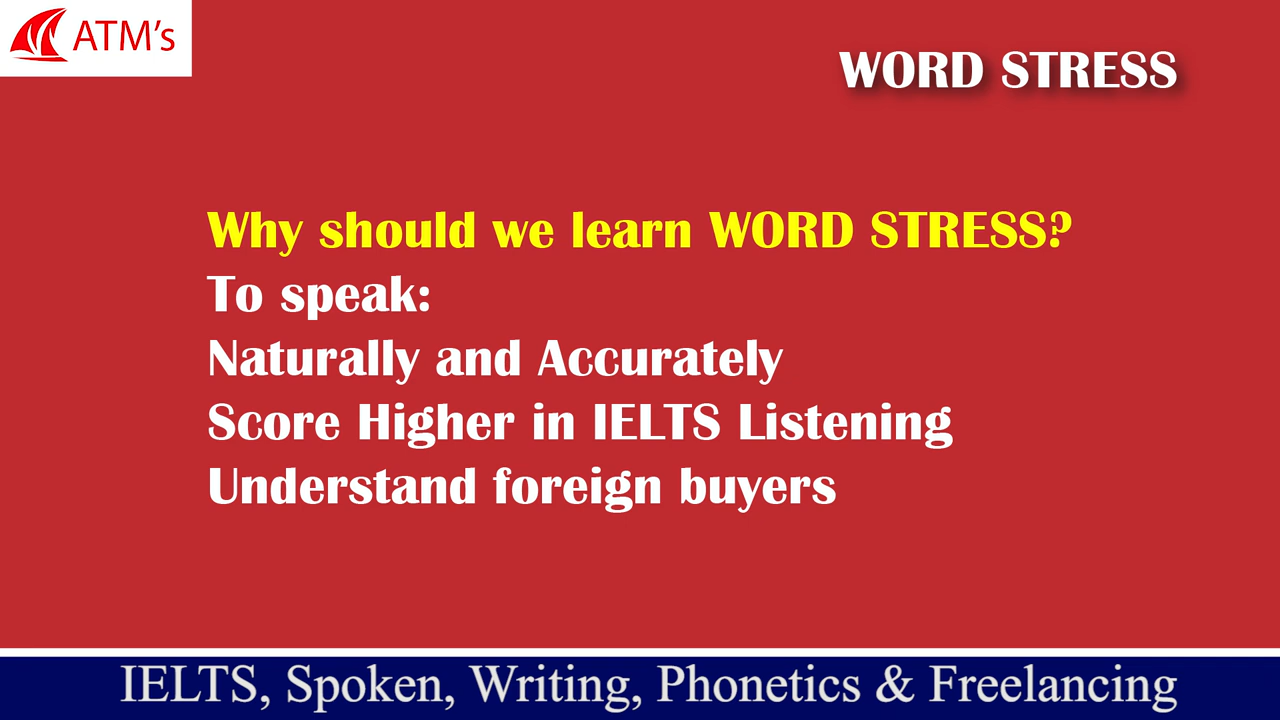 ATM's
WORD STRESS
Why should we learn WORD STRESS?
To speak:
Naturally and Accurately
Score Higher in IELTS Listening
Understand foreign buyers
IELTS, Spoken, Writing, Phonetics & Freelancing